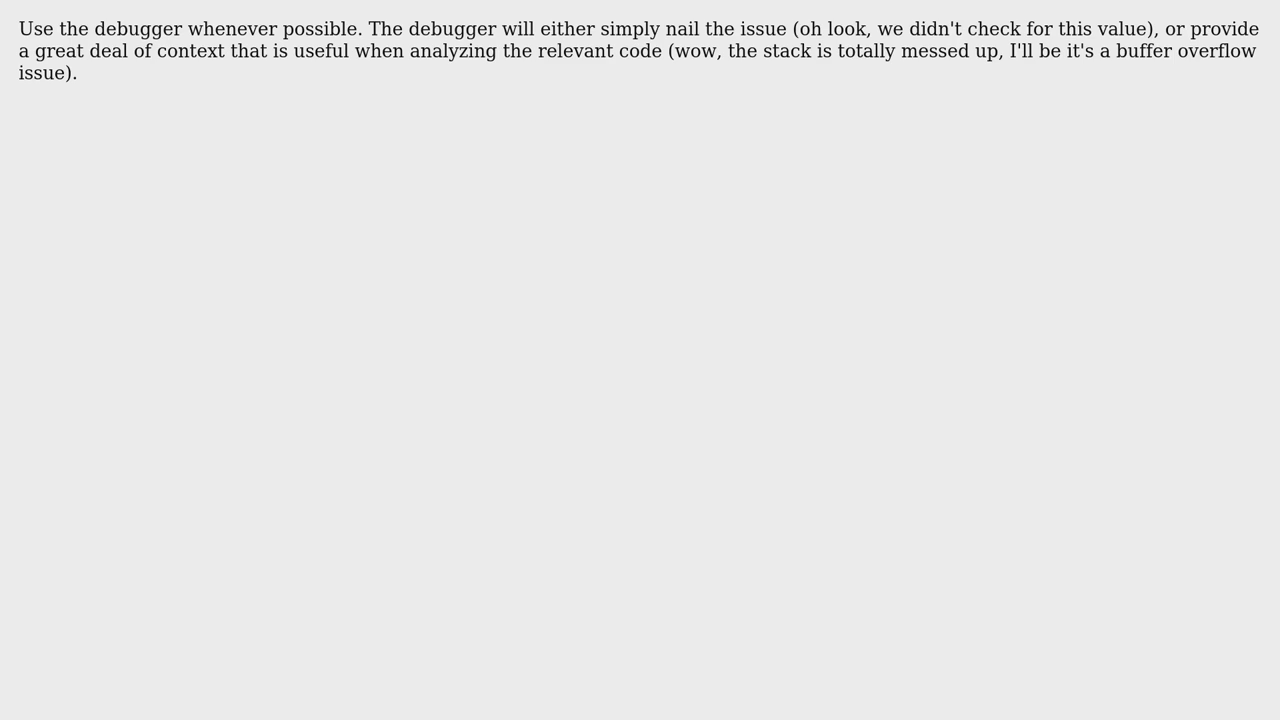 Use the debugger whenever possible. The debugger will either simply nail the issue (oh look, we didn't check for this value), or provide
a great deal of context that is useful when analyzing the relevant code (wow, the stack is totally messed up, I'll be it's a buffer overflow
issue).